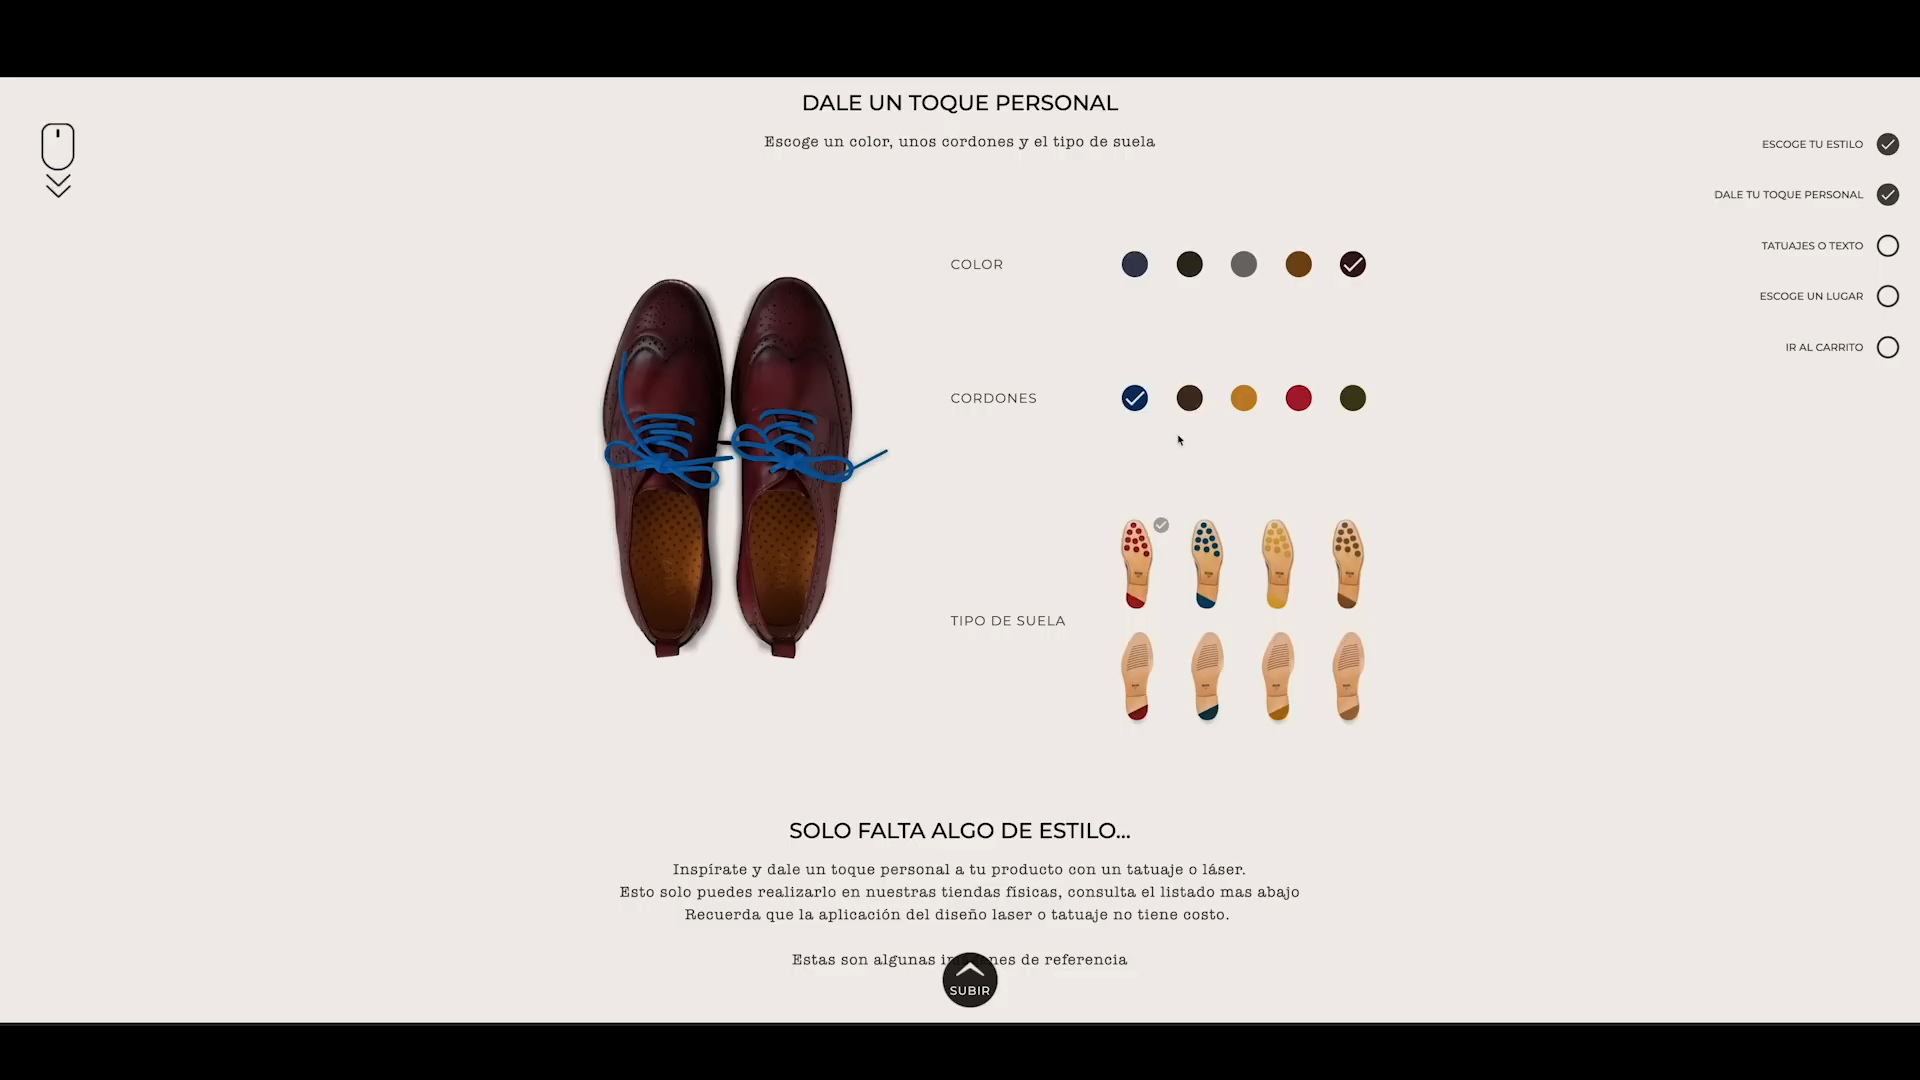 DALE UN TOQUE PERSONAL
Escoge un color, unos cordones y el tipo de suela
ESCOGE TU ESTILO
DALE TU TOQUE PERSONAL
TATUAJES O TEXTO
ESCOGE UN LUGAR
IR AL CARRITO
COLOR
CORDONES
TIPO DE SUELA
SOLO FALTA ALGO DE ESTILO...
Inspírate y dale un toque personal a tu producto con un tatuaje o láser.
Esto solo puedes realizarlo en nuestras tiendas físicas, consulta el listado mas abajo
Recuerda que la aplicación del diseño laser o tatuaje no tiene costo.
Estas son algunas de referencia
SUBIR